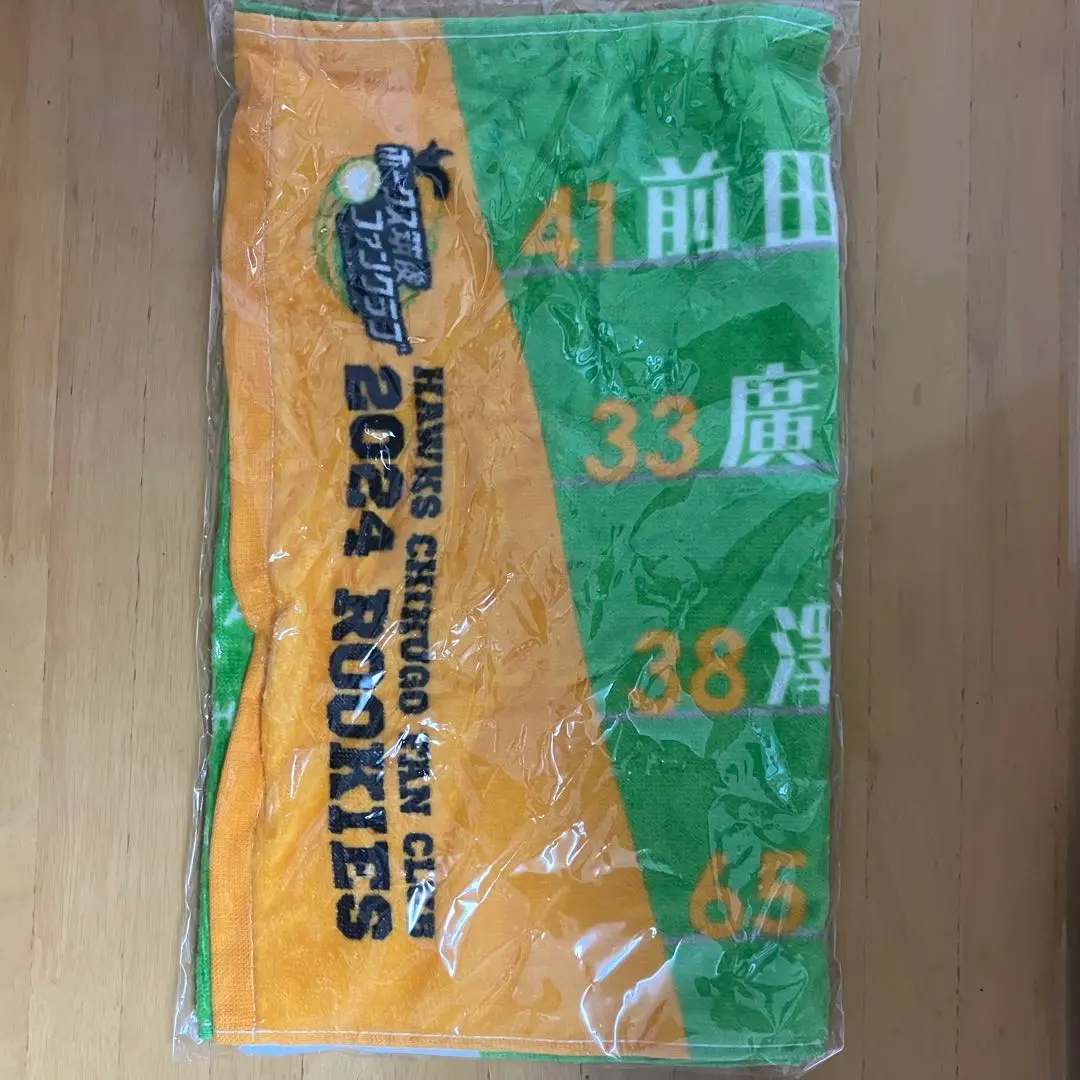 ホークス筑後
ファンクラブ
HAWKS CHIKUGO FAN CLUB
2024 ROOKIES
41 前田
33 廣
38 澤
65